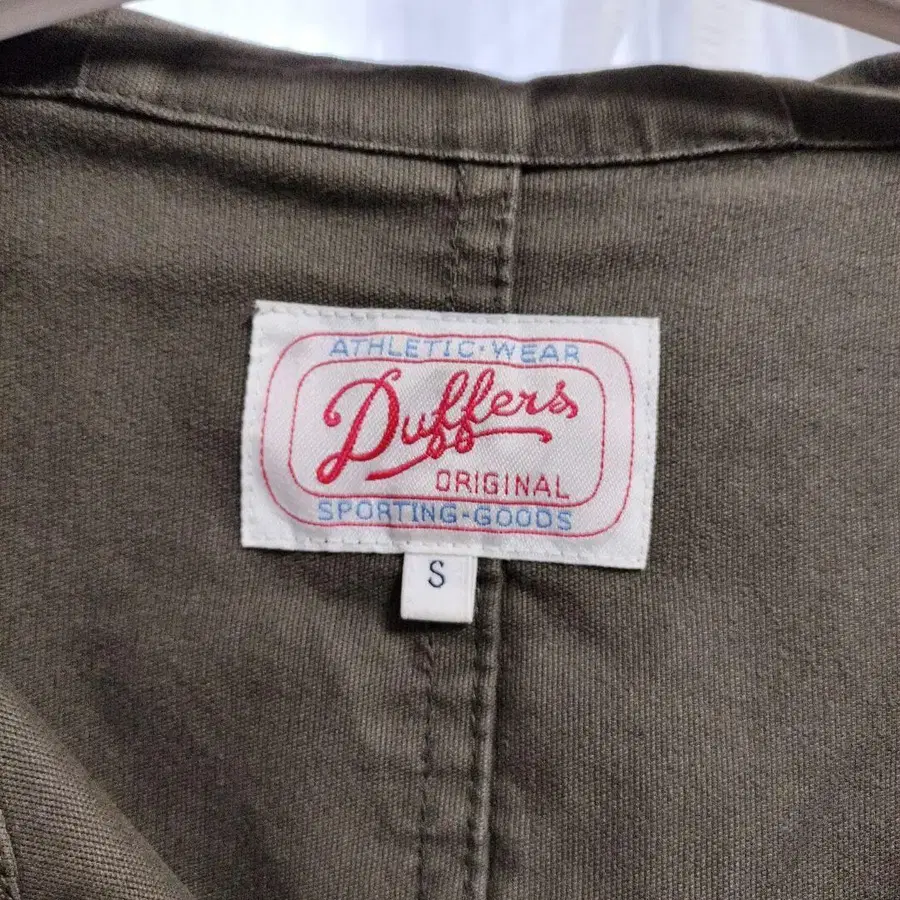 ATHLETIC·WEAR
Duffers
ORIGINAL
SPORTING-GOODS
S